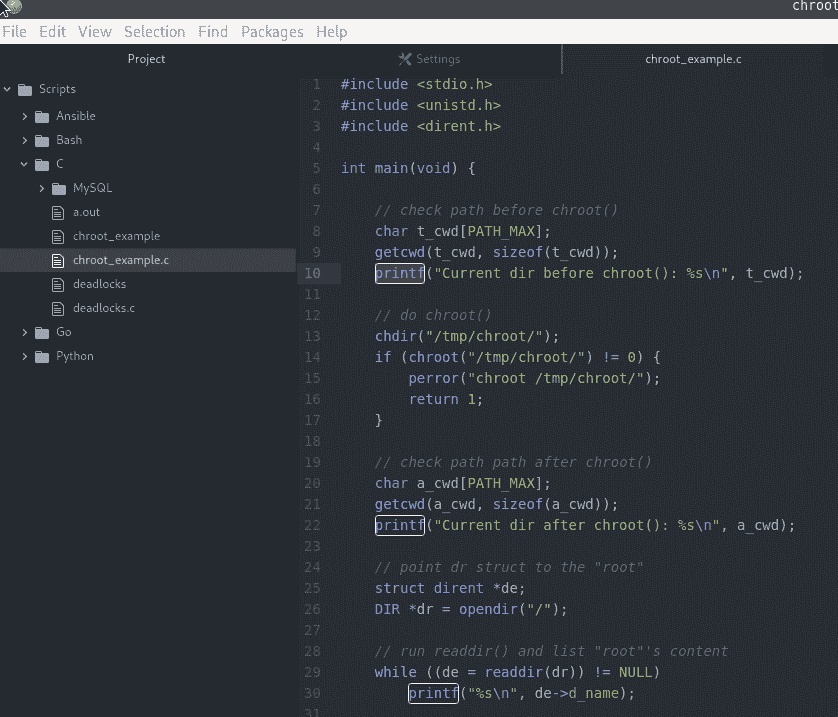 chroot
File Edit View Selection Find Packages Help
Project
Settings
chroot_example.c
Scripts
Ansible
Bash
C
MySQL
a.out
chroot_example
chroot_example.c
deadlocks
deadlocks.c
Go
Python
1 #include <stdio.h>
2 #include <unistd.h>
3 #include <dirent.h>
4
5 int main(void) {
6
7 // check path before chroot()
8 char t_cwd[PATH_MAX];
9 getcwd(t_cwd, sizeof(t_cwd));
10 printf("Current dir before chroot(): %s\n", t_cwd);
11
12 // do chroot()
13 chdir("/tmp/chroot/");
14 if (chroot("/tmp/chroot/") != 0) {
15 perror("chroot /tmp/chroot/");
16 return 1;
17 }
18
19 // check path path after chroot()
20 char a_cwd[PATH_MAX];
21 getcwd(a_cwd, sizeof(a_cwd));
22 printf("Current dir after chroot(): %s\n", a_cwd);
23
24 // point dr struct to the "root"
25 struct dirent *de;
26 DIR *dr = opendir("/");
27
28 // run readdir() and list "root"'s content
29 while ((de = readdir(dr)) != NULL)
30 printf("%s\n", de->d_name);
31